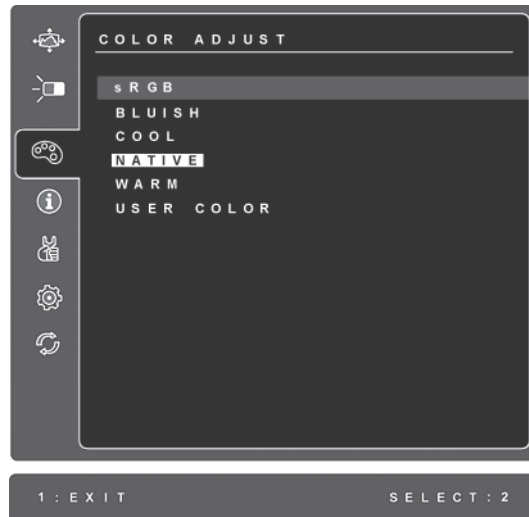 COLOR ADJUST
sRGB
BLUISH
COOL
NATIVE
WARM
USER COLOR
1:EXIT SELECT:2